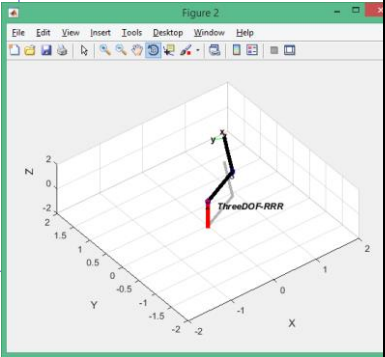 Figure 2
File Edit View Insert Tools Desktop Window Help
x
y
ThreeDOF-RRR
Z
2
0
-2
2
1.5
1
0.5
0
-0.5
-1
-1.5
-2
Y
-2
-1
0
1
2
X